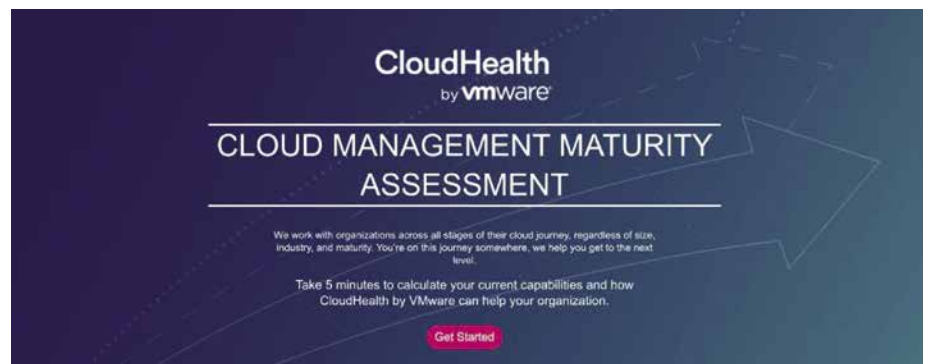 CloudHealth
by vmware®
CLOUD MANAGEMENT MATURITY
ASSESSMENT
We work with organizations across all stages of their cloud journey, regardless of size,
industry, and maturity. You're on this journey somewhere, we help you get to the next
level.
Take 5 minutes to calculate your current capabilities and how
CloudHealth by VMware can help your organization.
Get Started